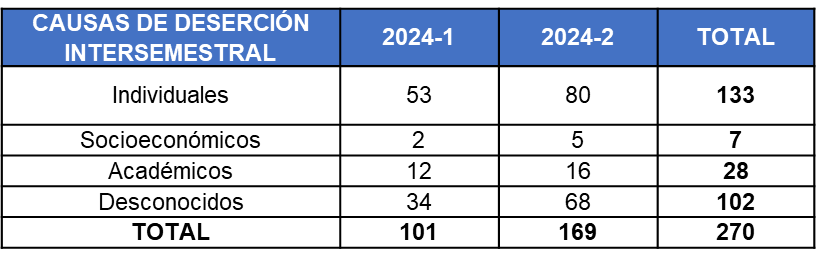 CAUSAS DE DESERCIÓN INTERSEMESTRAL 2024-1 2024-2 TOTAL
Individuales 53 80 133
Socioeconómicos 2 5 7
Académicos 12 16 28
Desconocidos 34 68 102
TOTAL 101 169 270